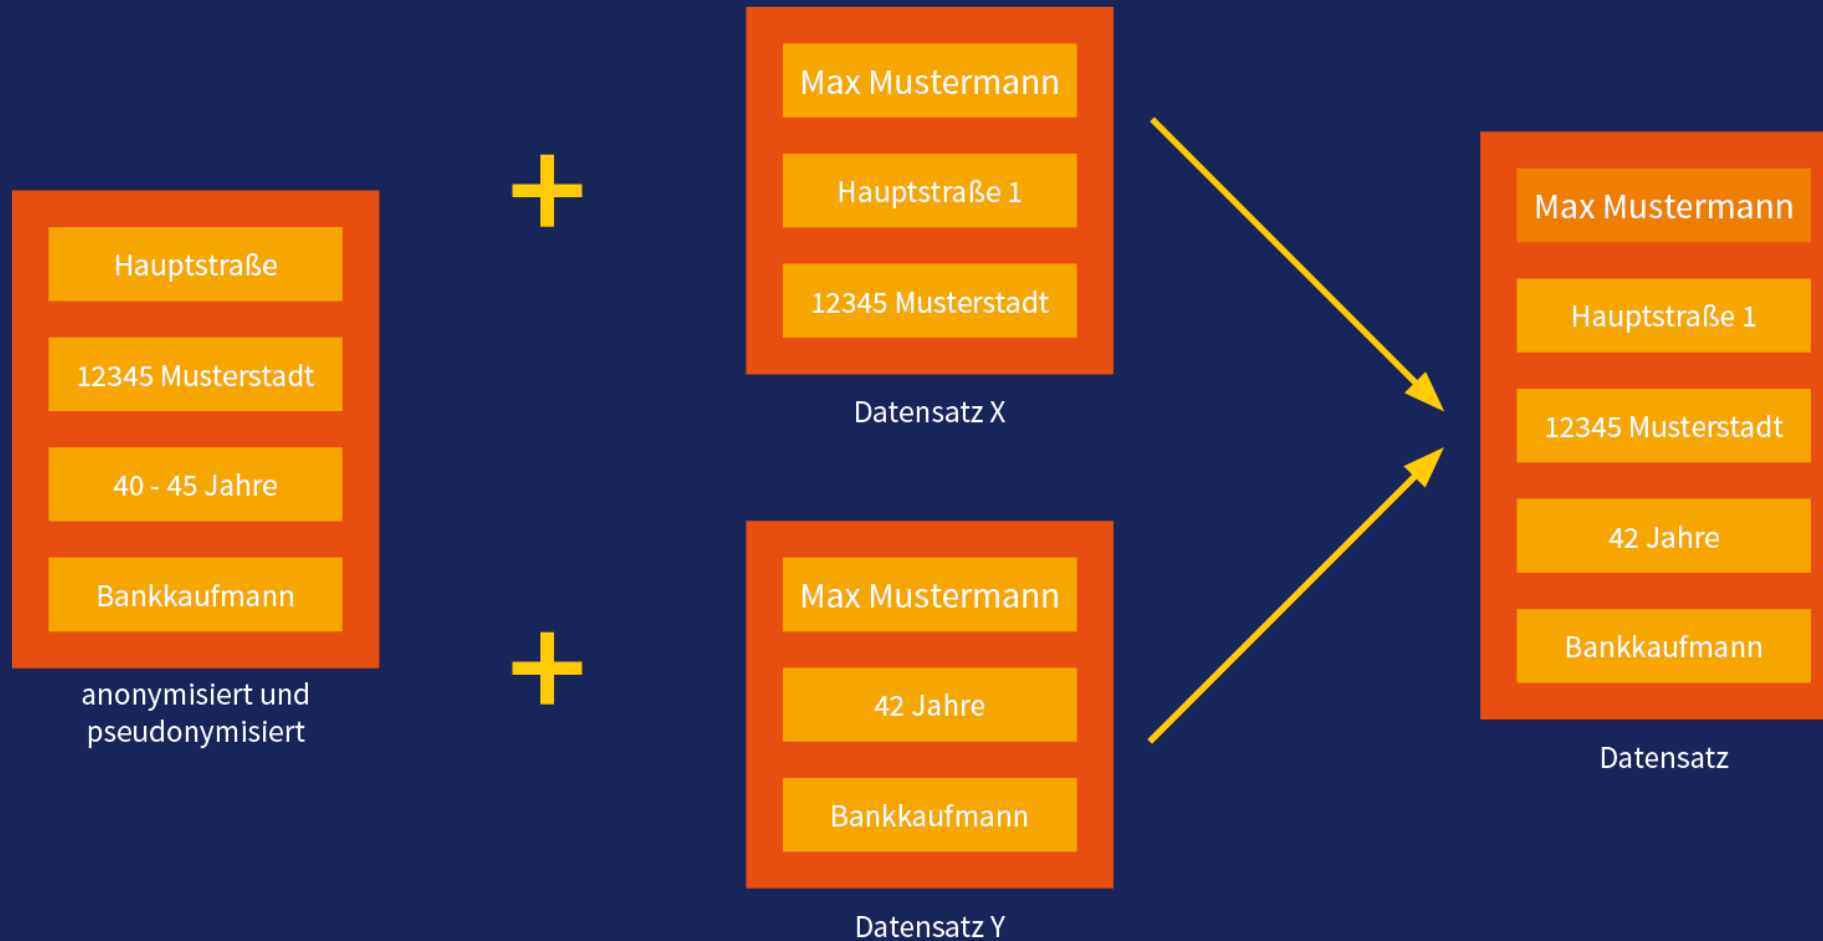 Hauptstraße
12345 Musterstadt
40 - 45 Jahre
Bankkaufmann
anonymisiert und
pseudonymisiert
+
+
Max Mustermann
Hauptstraße 1
12345 Musterstadt
Datensatz X
Max Mustermann
42 Jahre
Bankkaufmann
Datensatz Y
Max Mustermann
Hauptstraße 1
12345 Musterstadt
42 Jahre
Bankkaufmann
Datensatz